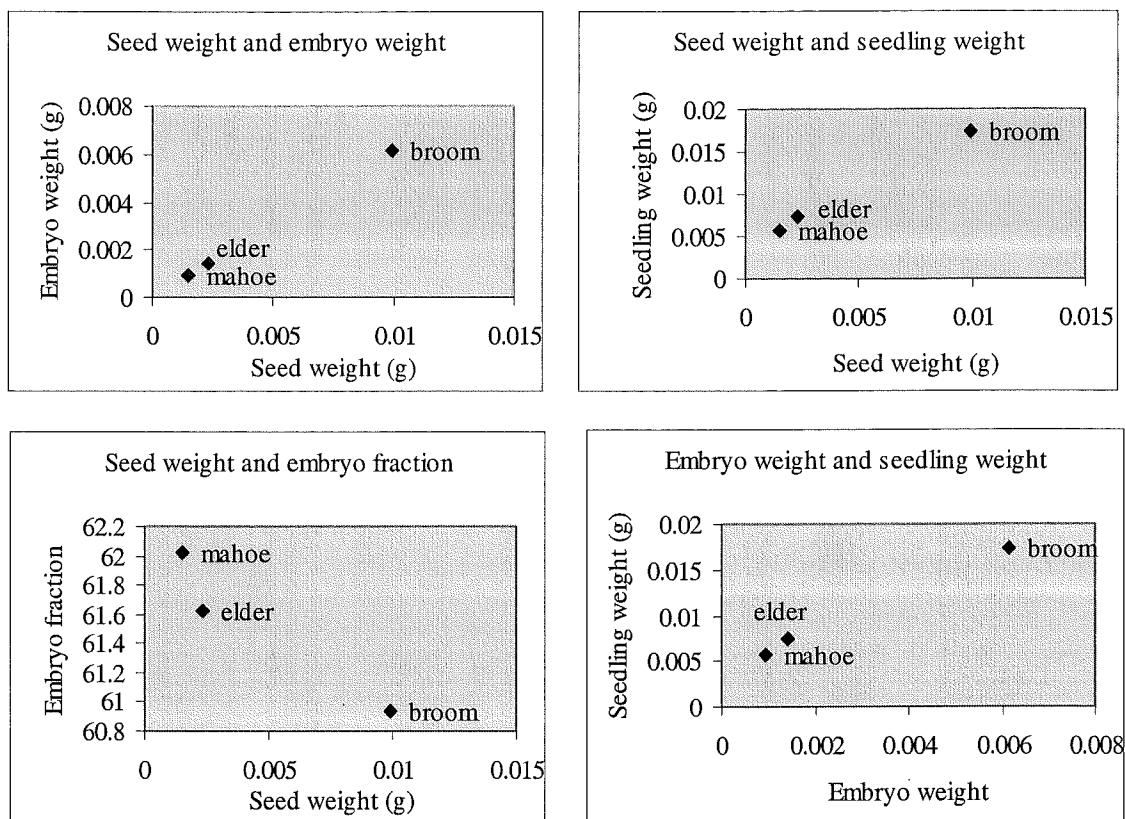 Seed weight and embryo weight
Embryo weight (g)
0.008
0.006
0.004
0.002
0
broom
elder
mahoe
0
0.005
0.01
0.015
Seed weight (g)
Seed weight and seedling weight
Seedling weight (g)
0.02
0.015
0.01
0.005
0
broom
elder
mahoe
0
0.005
0.01
0.015
Seed weight (g)
Seed weight and embryo fraction
Embryo fraction
62.2
62
61.8
61.6
61.4
61.2
61
60.8
mahoe
elder
broom
0
0.005
0.01
0.015
Seed weight (g)
Embryo weight and seedling weight
Seedling weight (g)
0.02
0.015
0.01
0.005
0
broom
elder
mahoe
0
0.002
0.004
0.006
0.008
Embryo weight